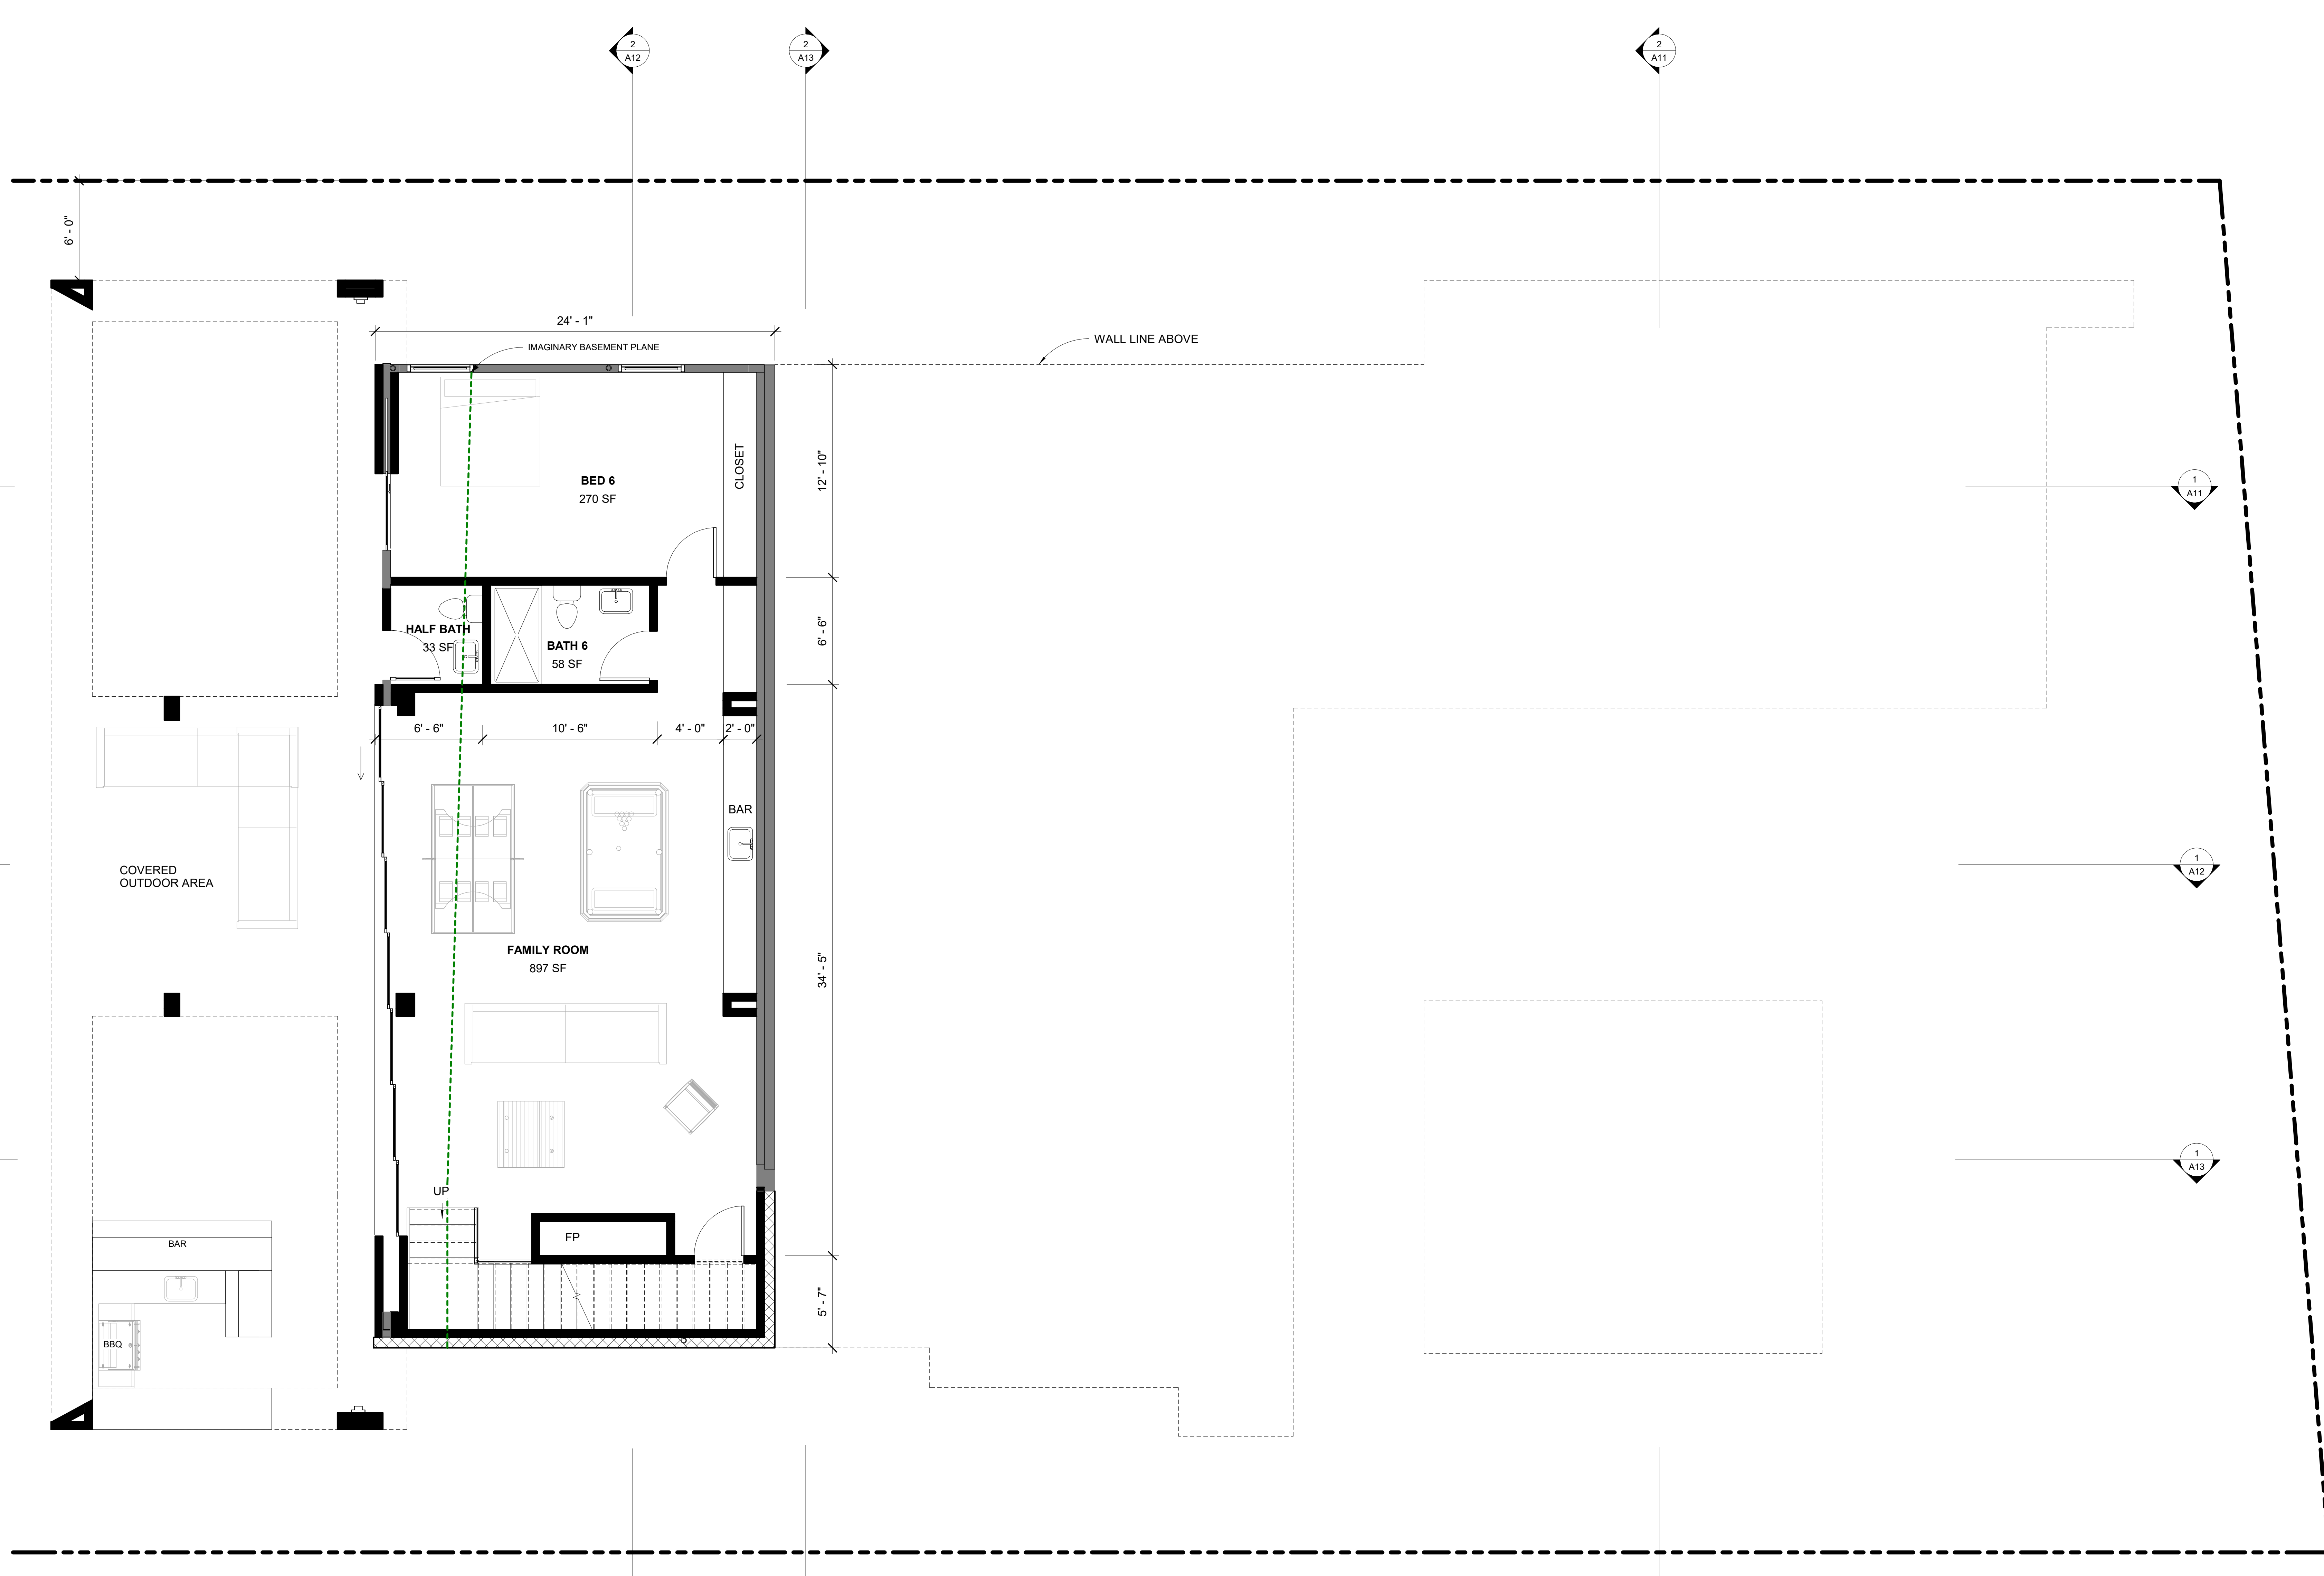 2
A12
2
A13
2
A11
6' - 0"
24' - 1"
IMAGINARY BASEMENT PLANE
WALL LINE ABOVE
BED 6
270 SF
CLOSET
12' - 10"
1
A11
HALF BATH
33 SF
BATH 6
58 SF
6' - 6"
6' - 6"
10' - 6"
4' - 0"
2' - 0"
BAR
COVERED
OUTDOOR AREA
1
A12
FAMILY ROOM
897 SF
34' - 5"
1
A13
UP
FP
BAR
5' - 7"
BBQ